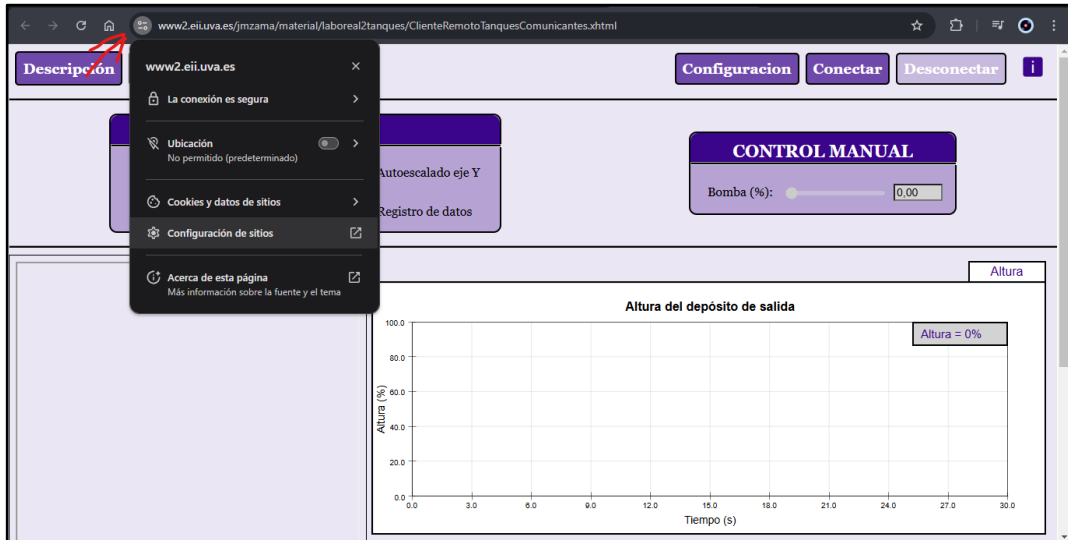 www2.eii.uva.es/jmzama/material/laboreal2tanques/ClienteRemotoTanquesComunicantes.xhtml
Descripción
Configuracion Conectar Desconectar i
www2.eii.uva.es
La conexión es segura
Ubicación
No permitido (predeterminado)
Cookies y datos de sitios
Configuración de sitios
Acerca de esta página
Más información sobre la fuente y el tema
Autoescalado eje Y
Registro de datos
CONTROL MANUAL
Bomba (%): 0,00
Altura
Altura del depósito de salida
Altura = 0%
Altura (%)
100.0
80.0
60.0
40.0
20.0
0.0
0.0 3.0 6.0 9.0 12.0 15.0 18.0 21.0 24.0 27.0 30.0
Tiempo (s)